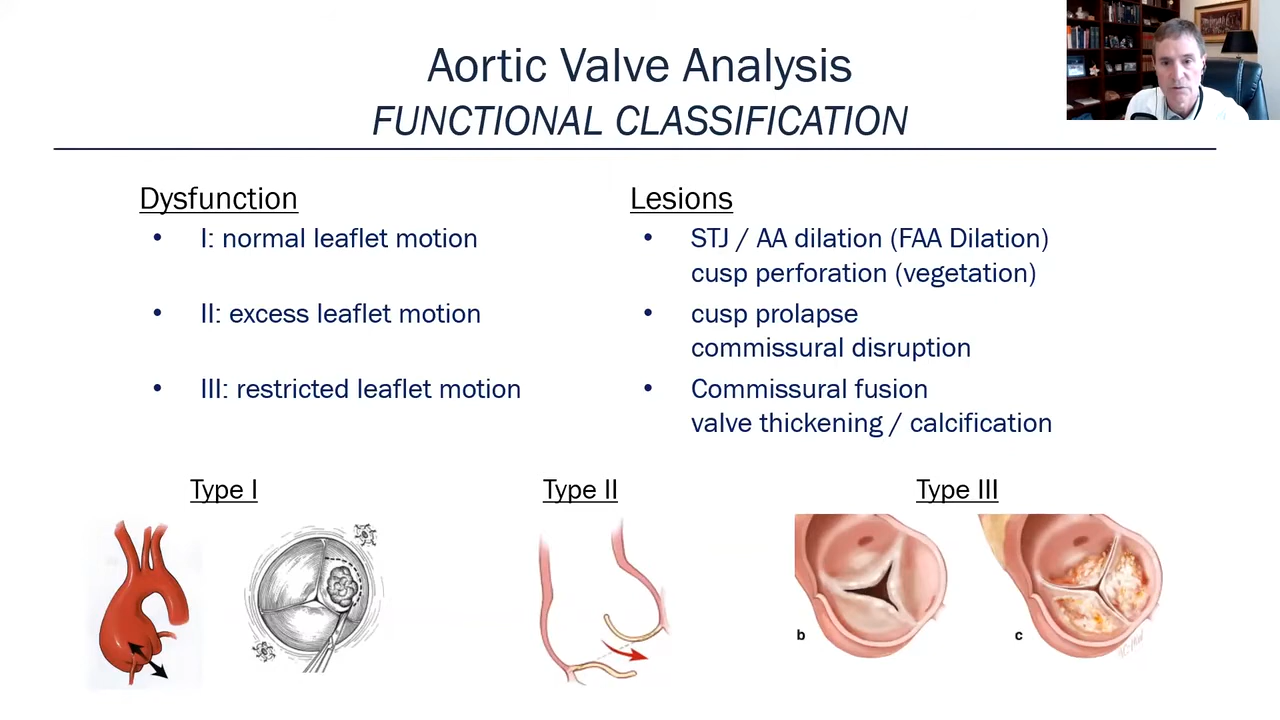 Aortic Valve Analysis
FUNCTIONAL CLASSIFICATION
Dysfunction
• I: normal leaflet motion
• II: excess leaflet motion
• III: restricted leaflet motion
Lesions
• STJ / AA dilation (FAA Dilation)
cusp perforation (vegetation)
• cusp prolapse
commissural disruption
• Commissural fusion
valve thickening / calcification
Type I
Type II
Type III
b
c